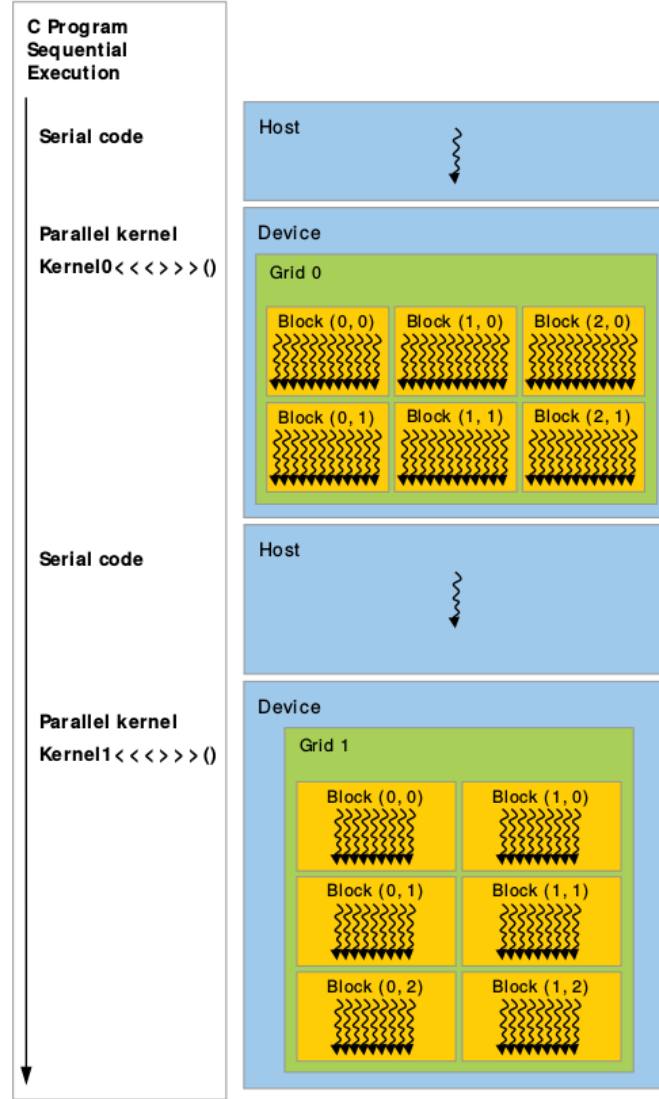 C Program
Sequential
Execution
Serial code
Host
Parallel kernel
Kernel0<<<>>>()
Device
Grid 0
Block (0, 0)
Block (1, 0)
Block (2, 0)
Block (0, 1)
Block (1, 1)
Block (2, 1)
Serial code
Host
Parallel kernel
Kernel1<<<>>>()
Device
Grid 1
Block (0, 0)
Block (1, 0)
Block (0, 1)
Block (1, 1)
Block (0, 2)
Block (1, 2)